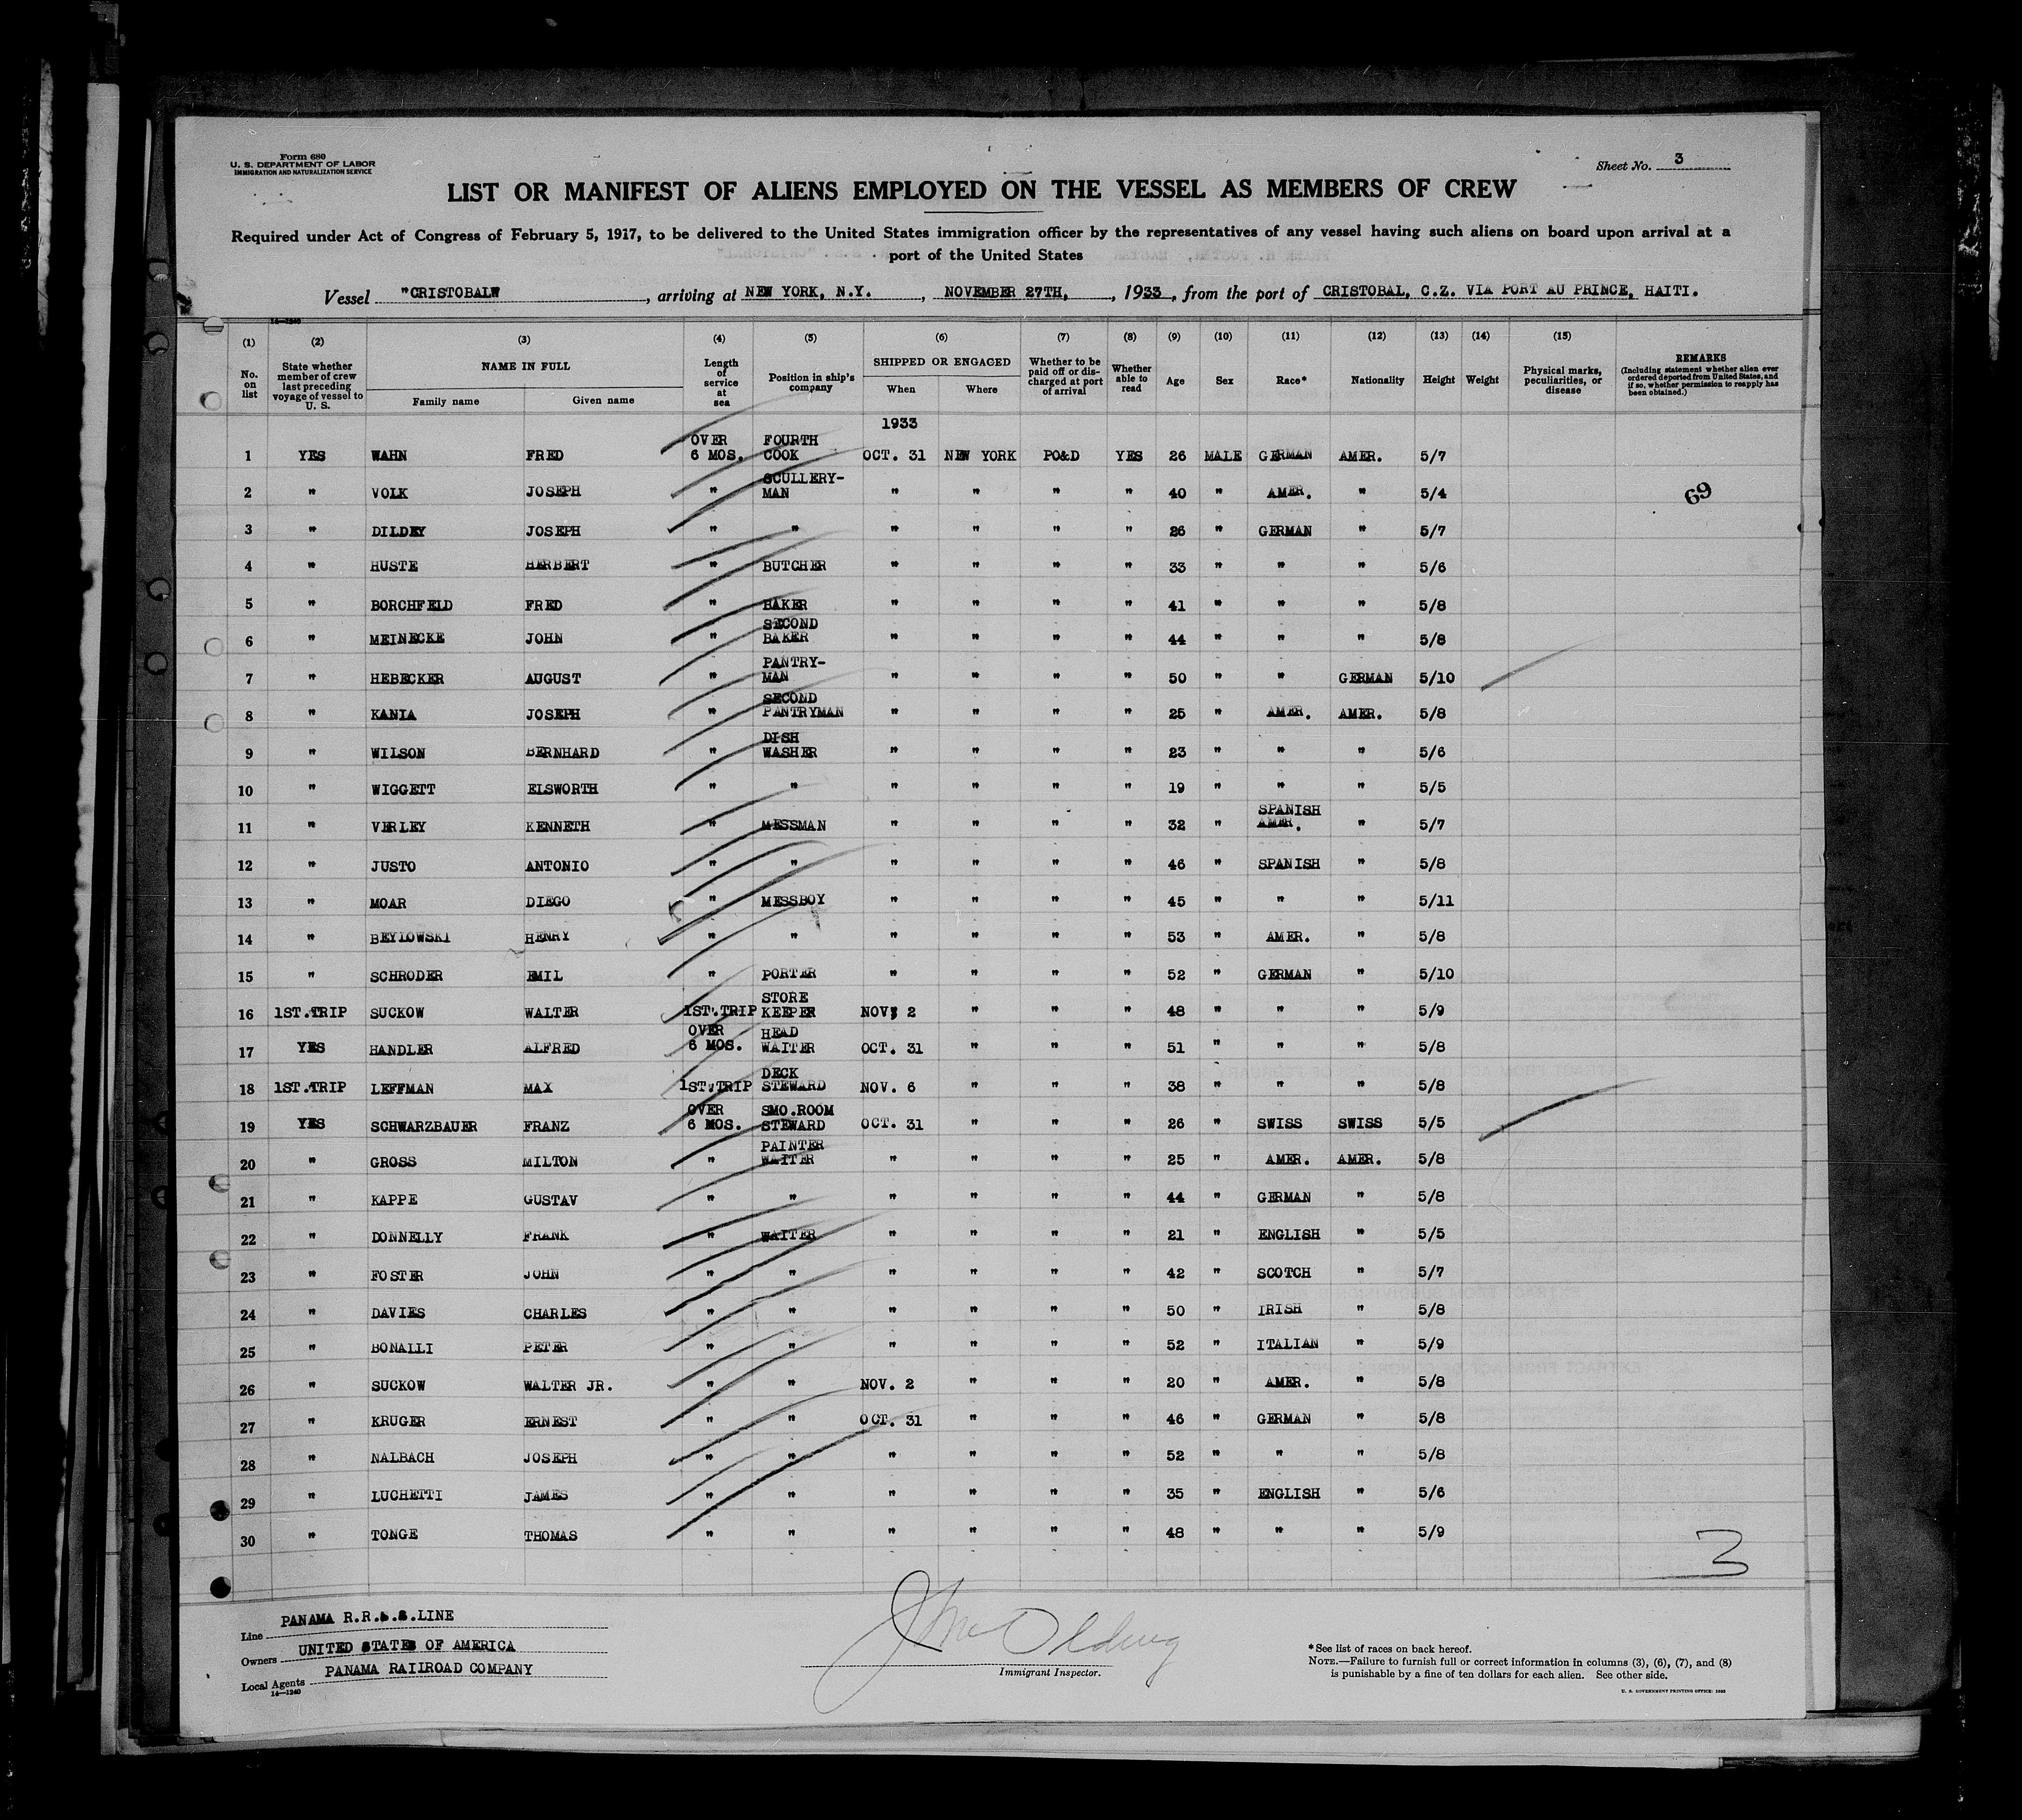 Form 680
U. S. DEPARTMENT OF LABOR
IMMIGRATION AND NATURALIZATION SERVICE
Sheet No. 3
LIST OR MANIFEST OF ALIENS EMPLOYED ON THE VESSEL AS MEMBERS OF CREW
Required under Act of Congress of February 5, 1917, to be delivered to the United States immigration officer by the representatives of any vessel having such aliens on board upon arrival at a
port of the United States
Vessel "CRISTOBAL", arriving at NEW YORK, N.Y., NOVEMBER 27TH, , 1933, from the port of CRISTOBAL, C.Z. VIA PORT AU PRINCE, HAITI.
14—1240
(1) (2) (3) (4) (5) (6) (7) (8) (9) (10) (11) (12) (13) (14) (15)
No. on list State whether member of crew last preceding voyage of vessel to U. S. NAME IN FULL Family name Given name Length of service at sea Position in ship's company SHIPPED OR ENGAGED When Where Whether to be paid off or discharged at port of arrival Whether able to read Age Sex Race* Nationality Height Weight Physical marks, peculiarities, or disease REMARKS (Including statement whether alien ever ordered deported from United States, and if so, whether permission to reapply has been obtained.)
1933
1 YES WAHN FRED OVER 6 MOS. FOURTH COOK OCT. 31 NEW YORK PO&D YES 26 MALE GERMAN AMER. 5/7
2 " VOLK JOSEPH " SCULLERY-MAN " " " " 40 " AMER. " 5/4 69
3 " DILDEY JOSEPH " " " " " " 26 " GERMAN " 5/7
4 " HUSTE HERBERT " BUTCHER " " " " 33 " " " 5/6
5 " BORCHFELD FRED " BAKER " " " " 41 " " " 5/8
6 " MEINECKE JOHN " SECOND BAKER " " " " 44 " " " 5/8
7 " HEBECKER AUGUST " PANTRY-MAN " " " " 50 " " GERMAN 5/10
8 " KANIA JOSEPH " SECOND PANTRYMAN " " " " 25 " AMER. AMER. 5/8
9 " WILSON BERNHARD " DISH WASHER " " " " 23 " " " 5/6
10 " WIGGETT ELSWORTH " " " " " " 19 " " " 5/5
11 " VERLEY KENNETH " MESSMAN " " " " 32 " SPANISH AMER. " 5/7
12 " JUSTO ANTONIO " " " " " " 46 " SPANISH " 5/8
13 " MOAR DIEGO " MESSBOY " " " " 45 " " " 5/11
14 " BEYLOWSKI HENRY " " " " " " 53 " AMER. " 5/8
15 " SCHRODER EMIL " PORTER " " " " 52 " GERMAN " 5/10
16 1ST.TRIP SUCKOW WALTER 1ST.TRIP STORE KEEPER NOV. 2 " " " 48 " " " 5/9
17 YES HANDLER ALFRED OVER 6 MOS. HEAD WAITER OCT. 31 " " " 51 " " " 5/8
18 1ST.TRIP LEFFMAN MAX 1ST.TRIP DECK STEWARD NOV. 6 " " " 38 " " " 5/8
19 YES SCHWARZBAUER FRANZ OVER 6 MOS. SMO.ROOM STEWARD OCT. 31 " " " 26 " SWISS SWISS 5/5
20 " GROSS MILTON " PAINTER WAITER " " " " 25 " AMER. AMER. 5/8
21 " KAPPE GUSTAV " " " " " " 44 " GERMAN " 5/8
22 " DONNELLY FRANK " WAITER " " " " 21 " ENGLISH " 5/5
23 " FOSTER JOHN " " " " " " 42 " SCOTCH " 5/7
24 " DAVIES CHARLES " " " " " " 50 " IRISH " 5/8
25 " BONALLI PETER " " " " " " 52 " ITALIAN " 5/9
26 " SUCKOW WALTER JR. " " NOV. 2 " " " 20 " AMER. " 5/8
27 " KRUGER ERNEST " " OCT. 31 " " " 46 " GERMAN " 5/8
28 " NALBACH JOSEPH " " " " " " 52 " " " 5/8
29 " LUCHETTI JAMES " " " " " " 35 " ENGLISH " 5/6
30 " TONGE THOMAS " " " " " " 48 " " " 5/9
3
Line PANAMA R.R.S.S.LINE
Owners UNITED STATES OF AMERICA
Local Agents PANAMA RAILROAD COMPANY
14—1240
Immigrant Inspector.
*See list of races on back hereof.
NOTE.—Failure to furnish full or correct information in columns (3), (6), (7), and (8)
is punishable by a fine of ten dollars for each alien. See other side.
U. S. GOVERNMENT PRINTING OFFICE: 1933